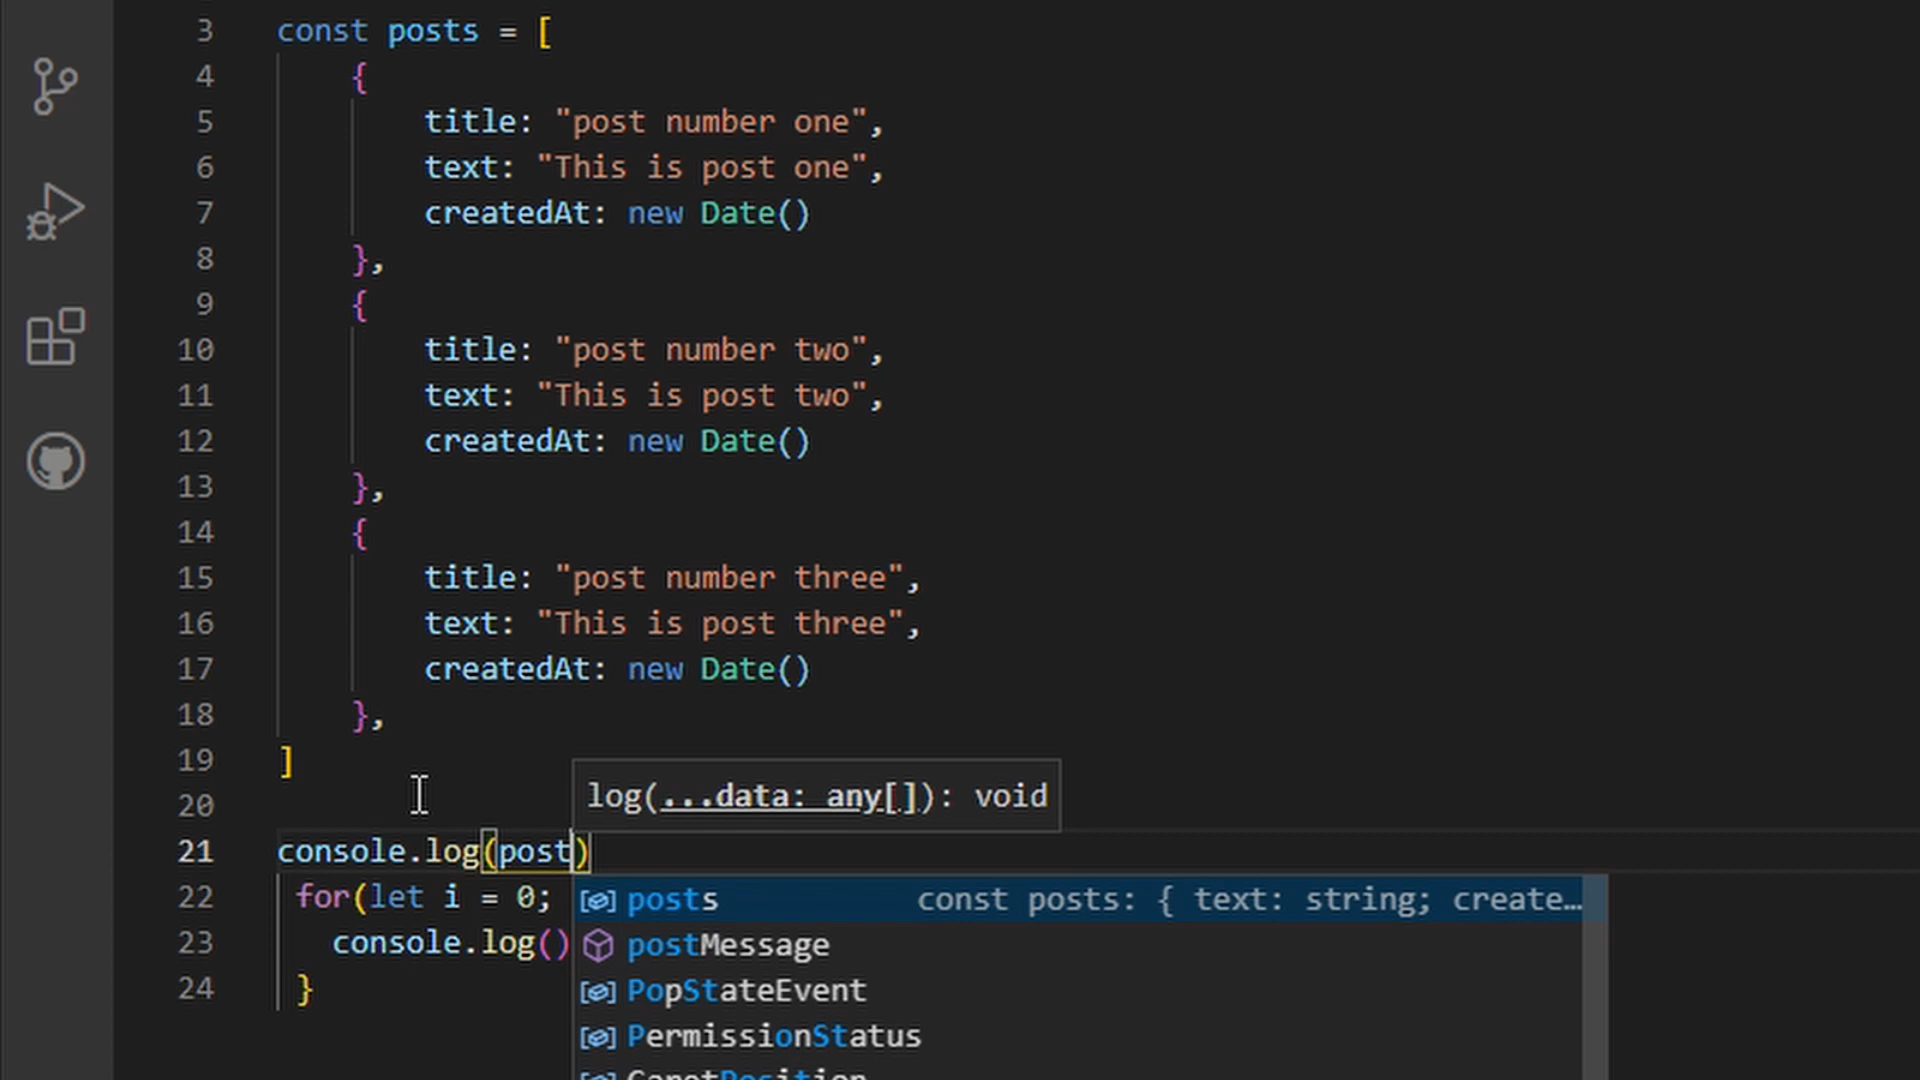 3 const posts = [
4 {
5 title: "post number one",
6 text: "This is post one",
7 createdAt: new Date()
8 },
9 {
10 title: "post number two",
11 text: "This is post two",
12 createdAt: new Date()
13 },
14 {
15 title: "post number three",
16 text: "This is post three",
17 createdAt: new Date()
18 },
19 ]
20
log(...data: any[]): void
21 console.log(post)
22 for(let i = 0;
posts const posts: { text: string; create…
23 console.log()
postMessage
24 }
PopStateEvent
PermissionStatus
CaretPosition